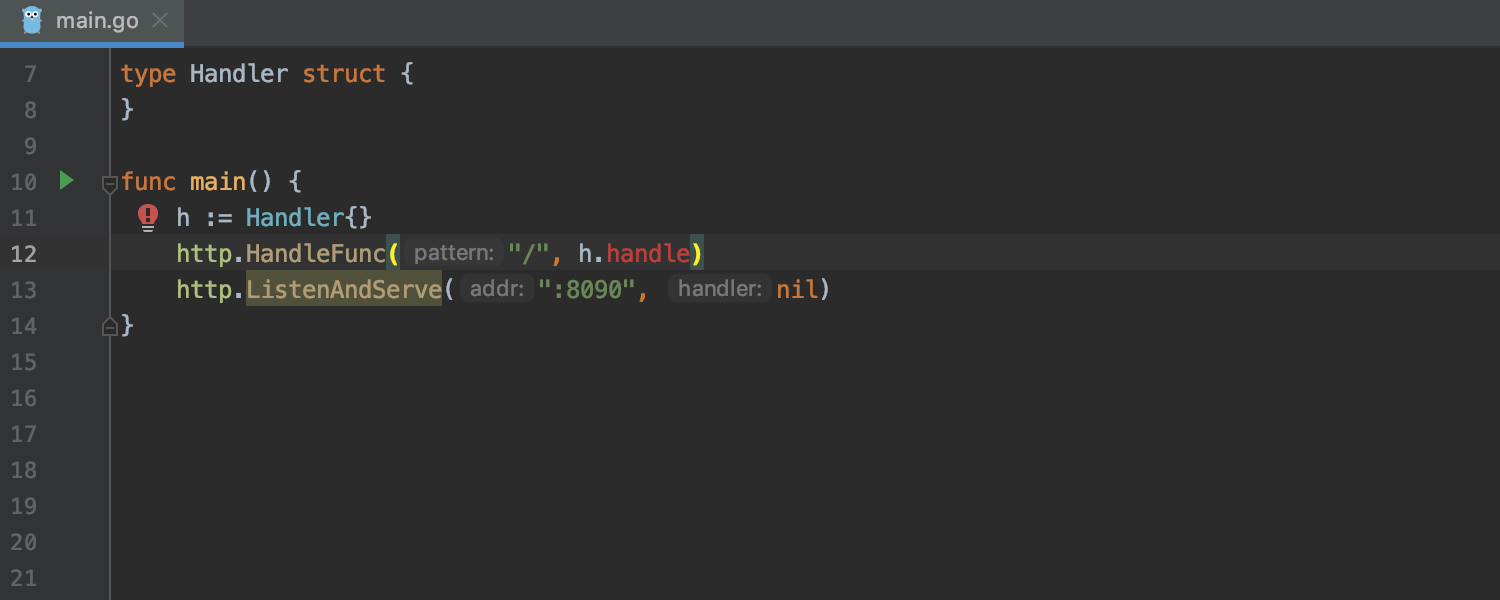 main.go
7 type Handler struct {
8 }
9
10 func main() {
11 h := Handler{}
12 http.HandleFunc( pattern: "/", h.handle)
13 http.ListenAndServe( addr: ":8090", handler: nil)
14 }
15
16
17
18
19
20
21